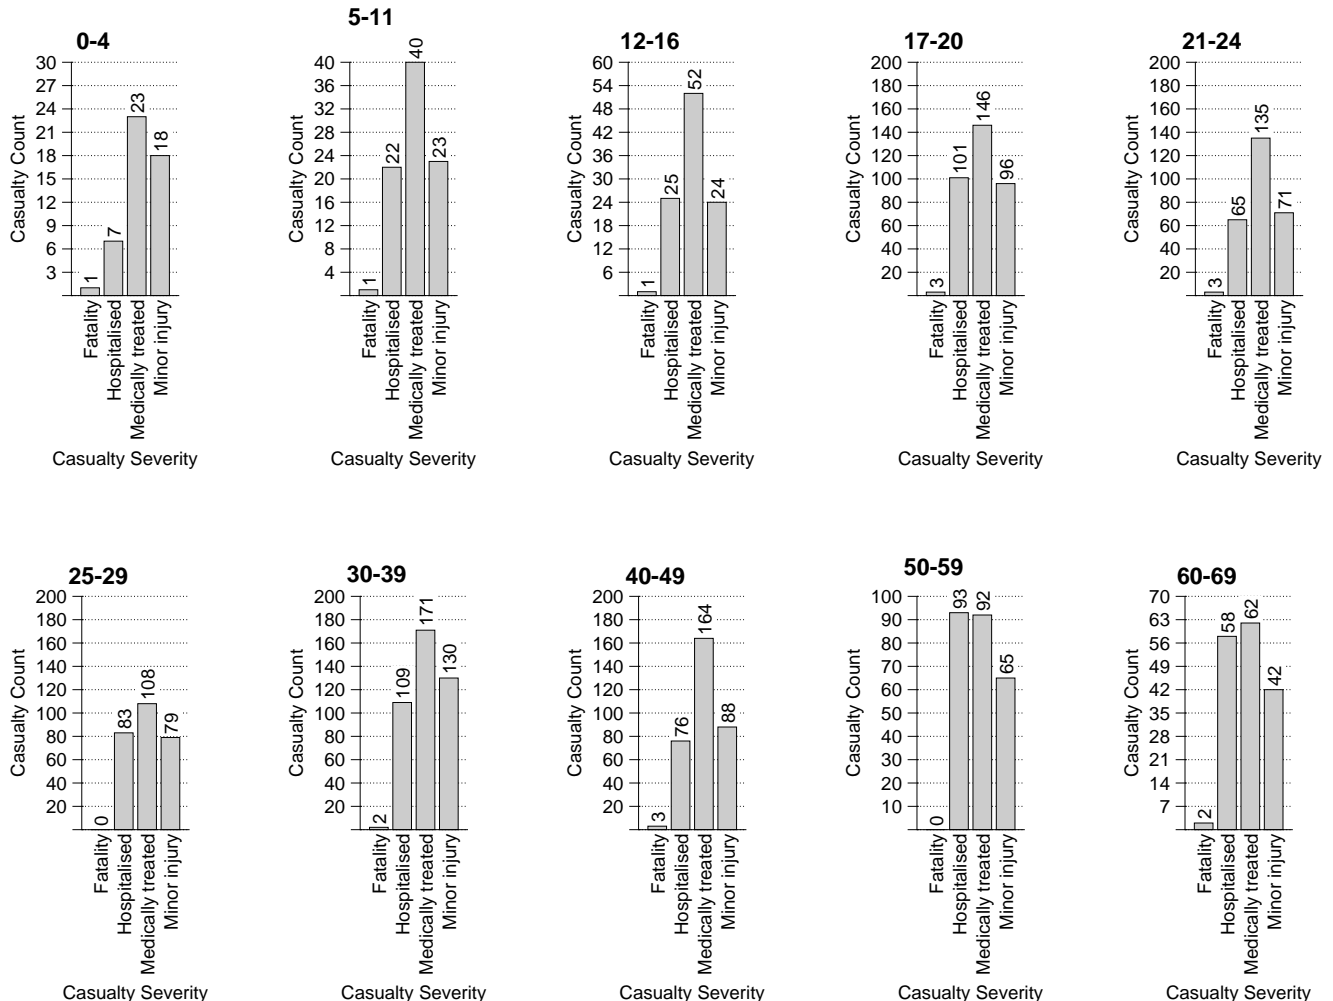 0-4
Casualty Count
30
27
24
21
18
15
12
9
6
3
1
7
23
18
Fatality
Hospitalised
Medically treated
Minor injury
Casualty Severity
5-11
Casualty Count
40
36
32
28
24
20
16
12
8
4
1
22
40
23
Fatality
Hospitalised
Medically treated
Minor injury
Casualty Severity
12-16
Casualty Count
60
54
48
42
36
30
24
18
12
6
1
25
52
24
Fatality
Hospitalised
Medically treated
Minor injury
Casualty Severity
17-20
Casualty Count
200
180
160
140
120
100
80
60
40
20
3
101
146
96
Fatality
Hospitalised
Medically treated
Minor injury
Casualty Severity
21-24
Casualty Count
200
180
160
140
120
100
80
60
40
20
3
65
135
71
Fatality
Hospitalised
Medically treated
Minor injury
Casualty Severity
25-29
Casualty Count
200
180
160
140
120
100
80
60
40
20
0
83
108
79
Fatality
Hospitalised
Medically treated
Minor injury
Casualty Severity
30-39
Casualty Count
200
180
160
140
120
100
80
60
40
20
2
109
171
130
Fatality
Hospitalised
Medically treated
Minor injury
Casualty Severity
40-49
Casualty Count
200
180
160
140
120
100
80
60
40
20
3
76
164
88
Fatality
Hospitalised
Medically treated
Minor injury
Casualty Severity
50-59
Casualty Count
100
90
80
70
60
50
40
30
20
10
0
93
92
65
Fatality
Hospitalised
Medically treated
Minor injury
Casualty Severity
60-69
Casualty Count
70
63
56
49
42
35
28
21
14
7
2
58
62
42
Fatality
Hospitalised
Medically treated
Minor injury
Casualty Severity